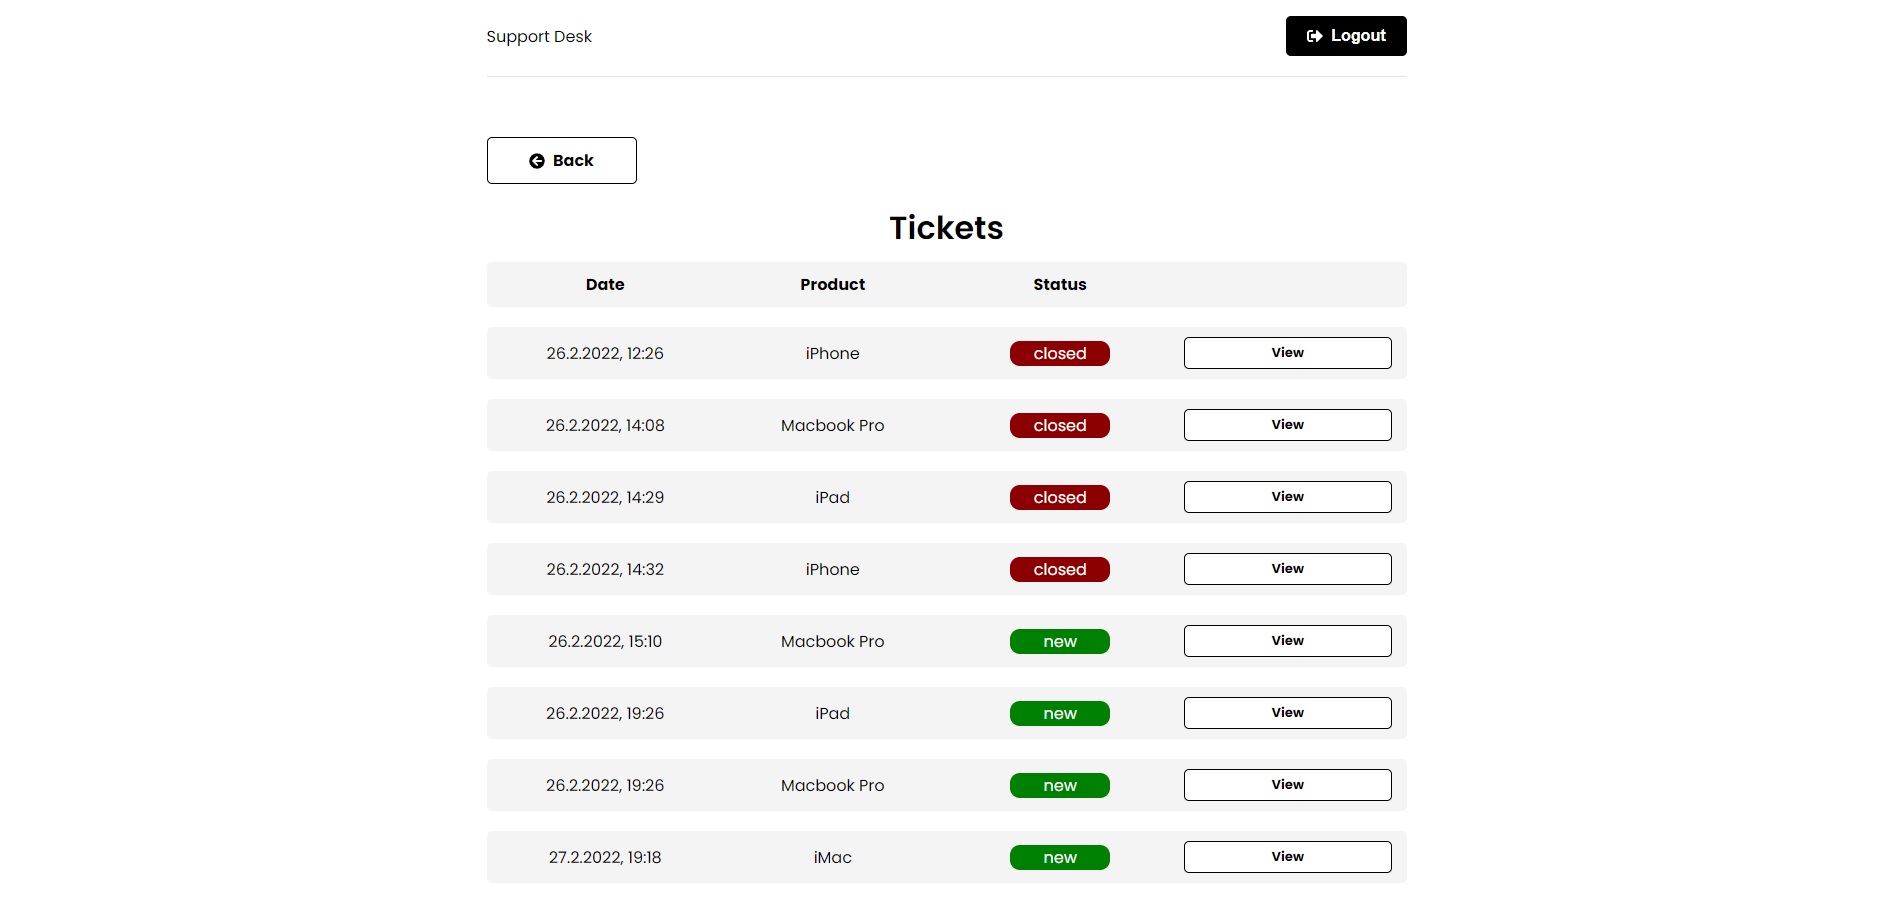 Support Desk
Logout
Back
Tickets
Date Product Status
26.2.2022, 12:26 iPhone closed View
26.2.2022, 14:08 Macbook Pro closed View
26.2.2022, 14:29 iPad closed View
26.2.2022, 14:32 iPhone closed View
26.2.2022, 15:10 Macbook Pro new View
26.2.2022, 19:26 iPad new View
26.2.2022, 19:26 Macbook Pro new View
27.2.2022, 19:18 iMac new View